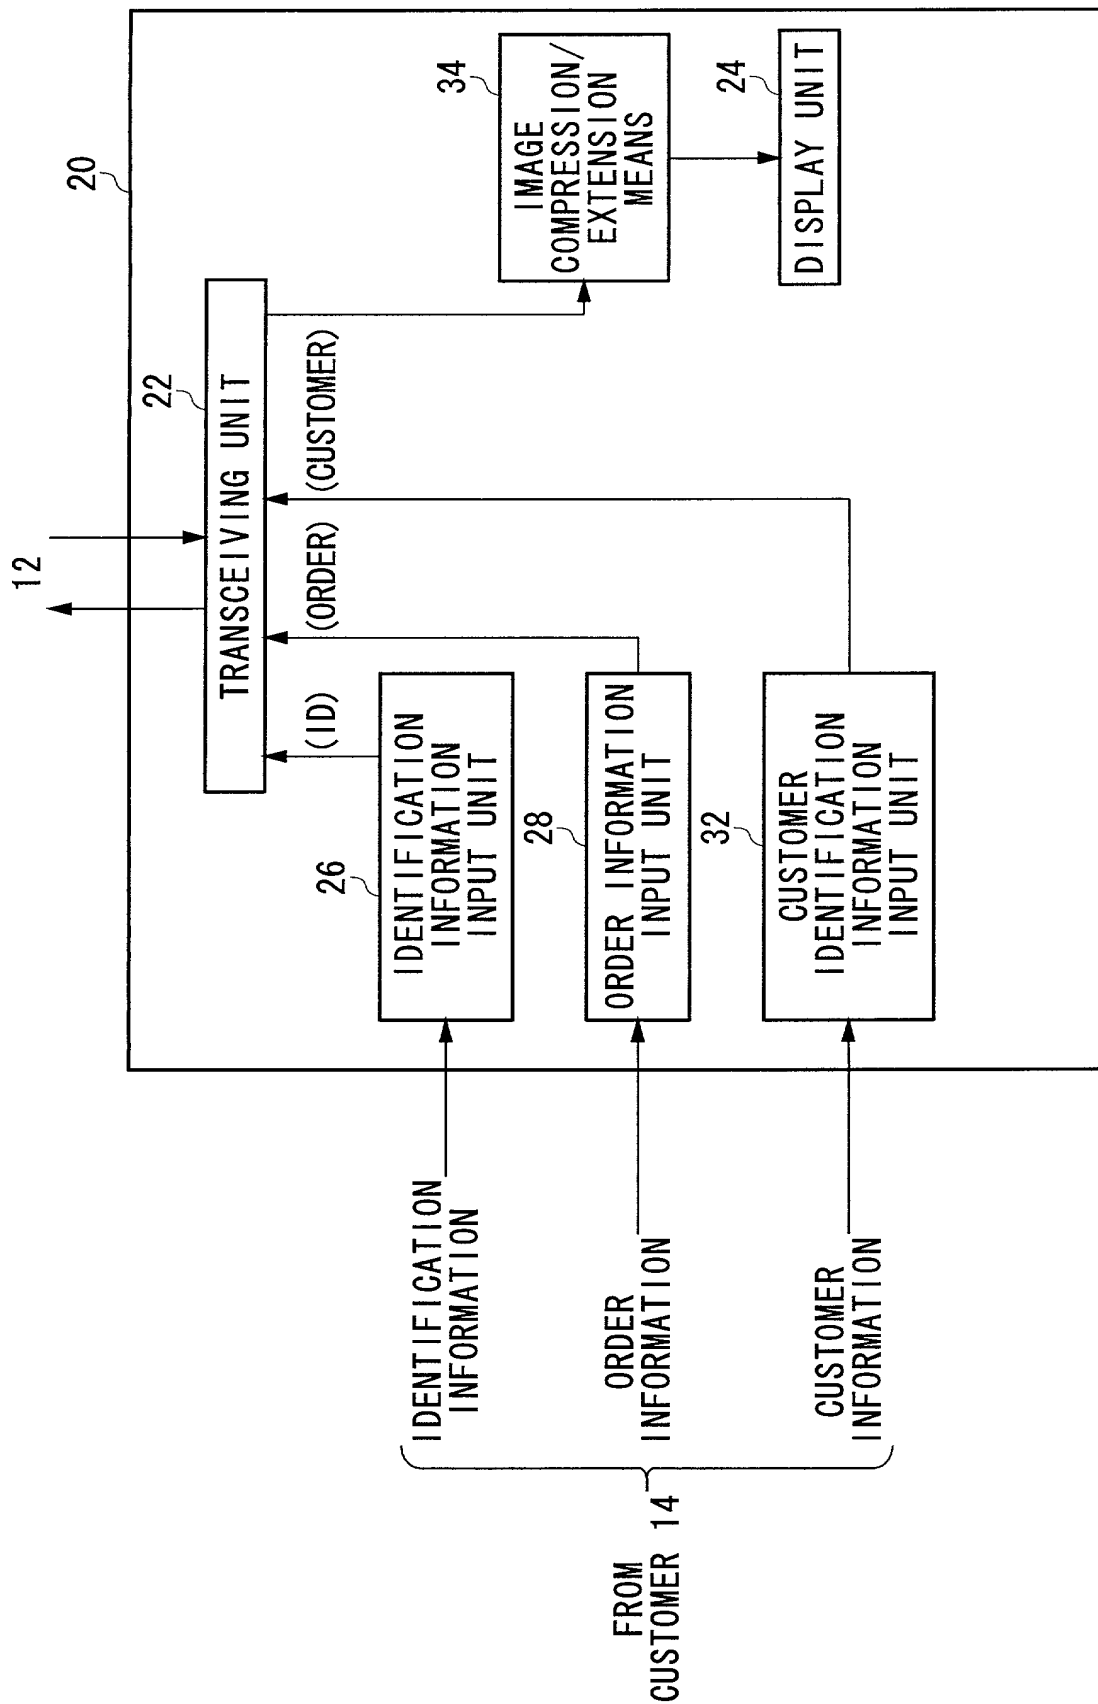 20
12
22
TRANSCEIVING UNIT
34
IMAGE
COMPRESSION/
EXTENSION
MEANS
24
DISPLAY UNIT
(ID)
(ORDER)
(CUSTOMER)
26
IDENTIFICATION
INFORMATION
INPUT UNIT
28
ORDER INFORMATION
INPUT UNIT
32
CUSTOMER
IDENTIFICATION
INFORMATION
INPUT UNIT
IDENTIFICATION
INFORMATION
ORDER
INFORMATION
CUSTOMER
INFORMATION
FROM
CUSTOMER 14